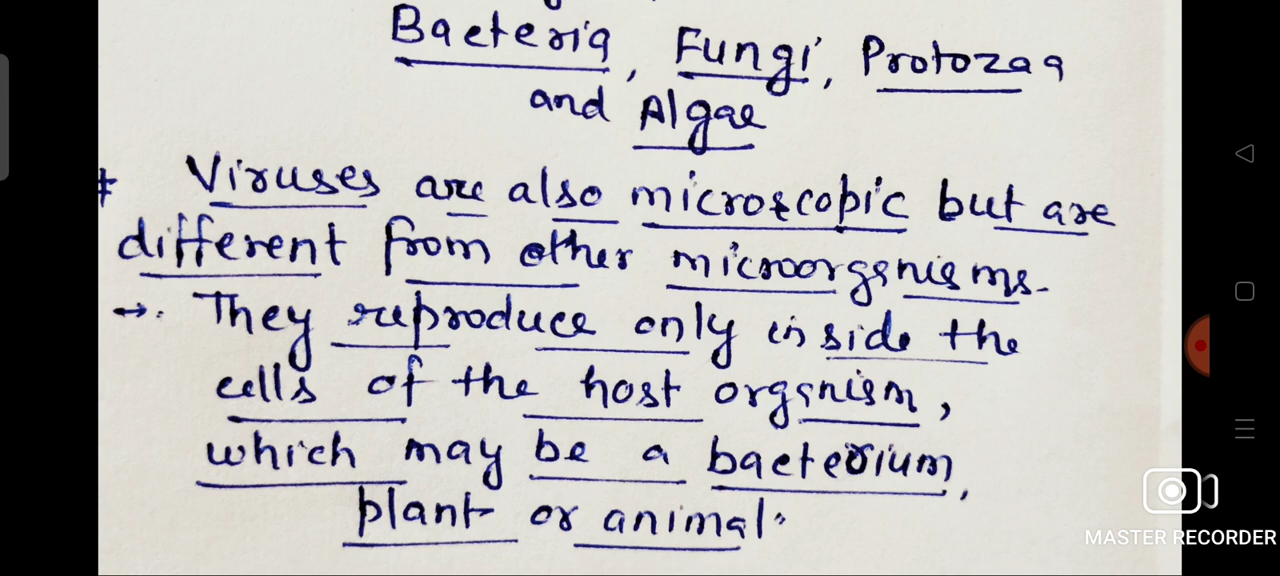 Bacteria, Fungi, Protozoa
and Algae
* Viruses are also microscopic but are
different from other microorganisms.
→. They reproduce only inside the
cells of the host organism,
which may be a bacterium,
plant or animal.
MASTER RECORDER